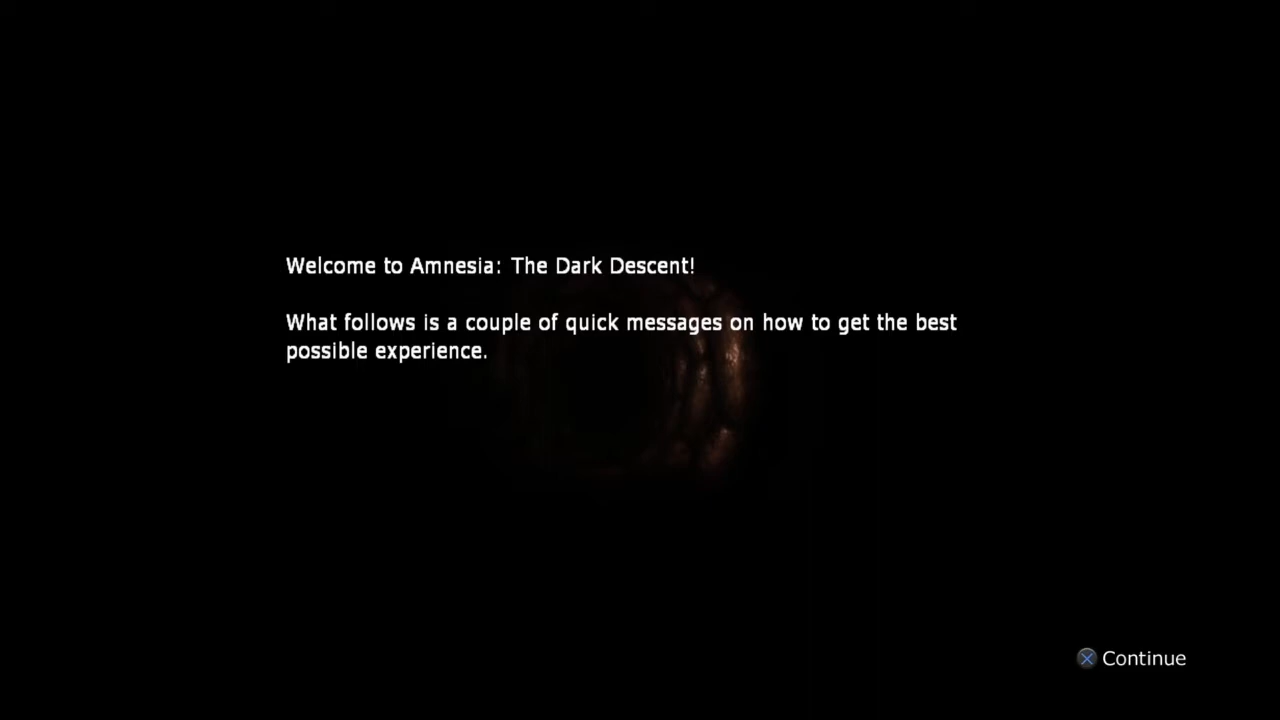 Welcome to Amnesia: The Dark Descent!
What follows is a couple of quick messages on how to get the best
possible experience.
Continue